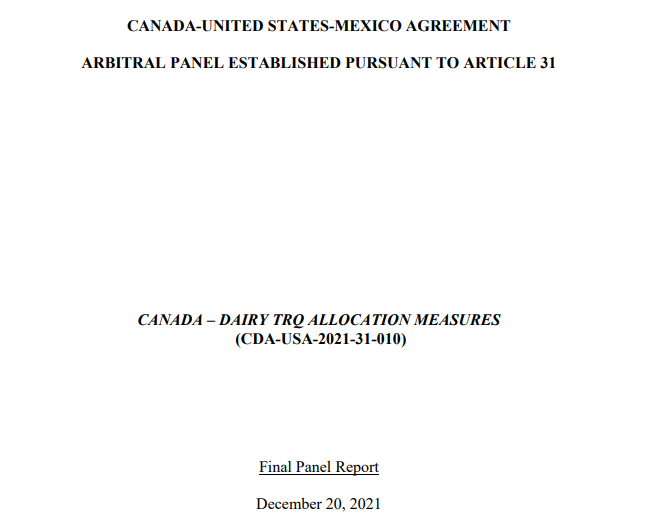 CANADA-UNITED STATES-MEXICO AGREEMENT
ARBITRAL PANEL ESTABLISHED PURSUANT TO ARTICLE 31
CANADA – DAIRY TRQ ALLOCATION MEASURES
(CDA-USA-2021-31-010)
Final Panel Report
December 20, 2021